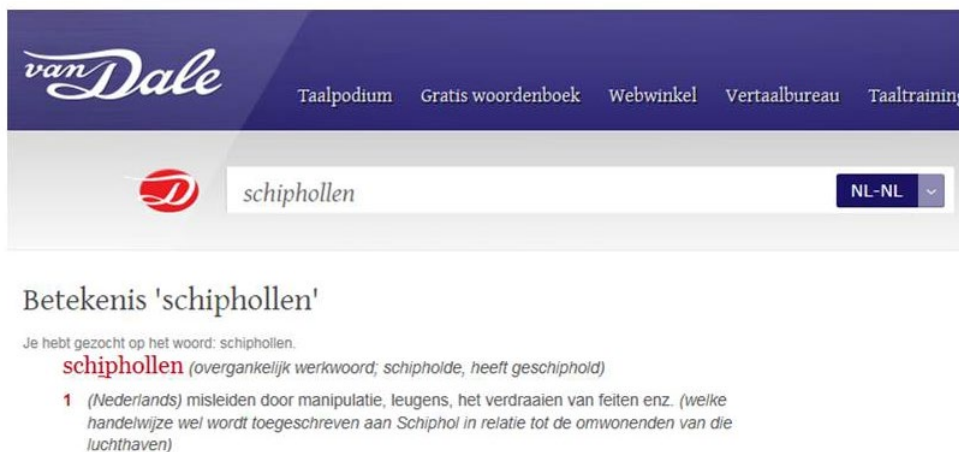 van Dale
Taalpodium Gratis woordenboek Webwinkel Vertaalbureau Taaltraining
D schiphollen NL-NL
Betekenis 'schiphollen'
Je hebt gezocht op het woord: schiphollen.
schiphollen (overgankelijk werkwoord; schipholde, heeft geschiphold)
1 (Nederlands) misleiden door manipulatie, leugens, het verdraaien van feiten enz. (welke
handelwijze wel wordt toegeschreven aan Schiphol in relatie tot de omwonenden van die
luchthaven)